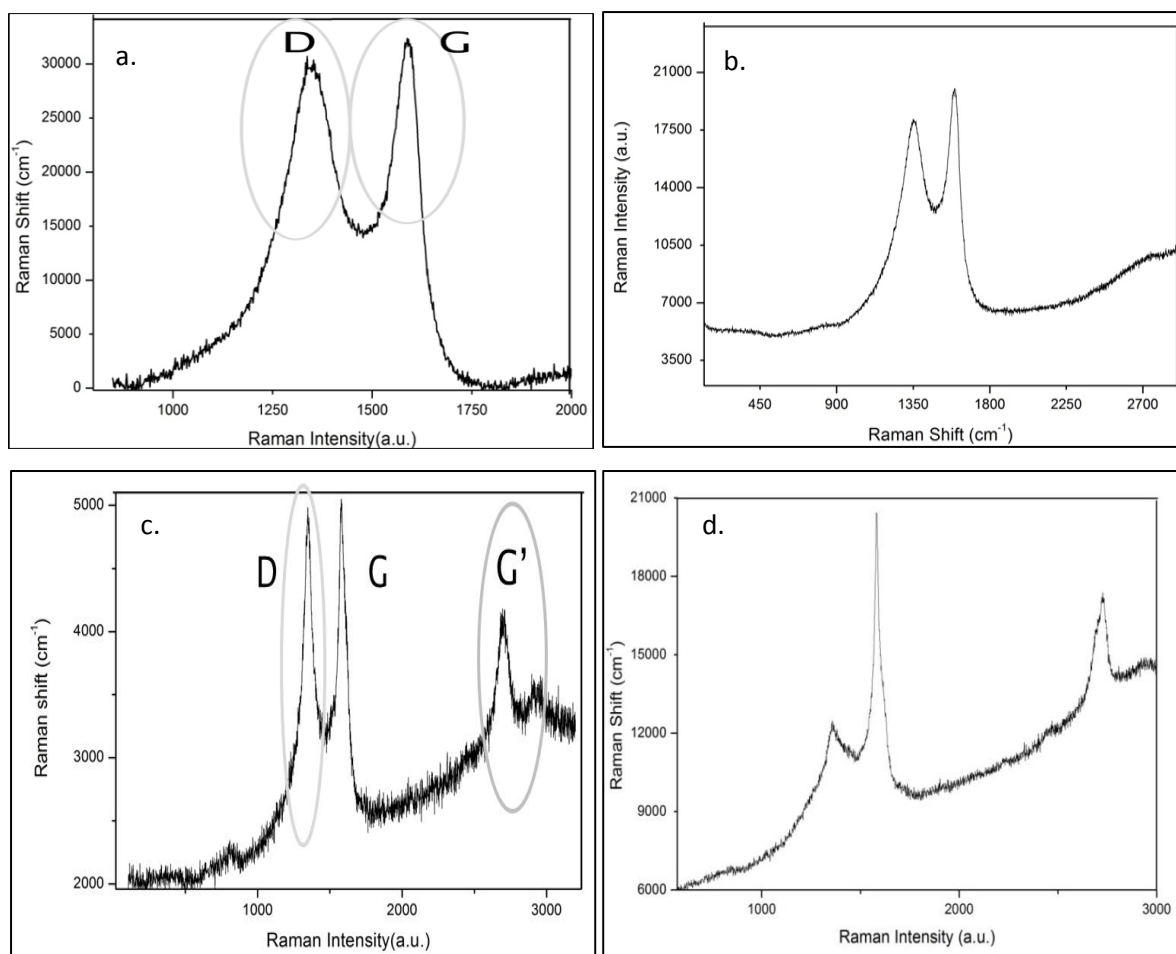 a.
D
G
30000
25000
20000
15000
10000
5000
0
Raman Shift (cm⁻¹)
1000 1250 1500 1750 2000
Raman Intensity(a.u.)
b.
21000
17500
14000
10500
7000
3500
Raman Intensity (a.u.)
450 900 1350 1800 2250 2700
Raman Shift (cm⁻¹)
c.
D
G
G'
5000
4000
3000
2000
Raman shift (cm⁻¹)
1000 2000 3000
Raman Intensity(a.u.)
d.
21000
18000
15000
12000
9000
6000
Raman Shift (cm⁻¹)
1000 2000 3000
Raman Intensity (a.u.)